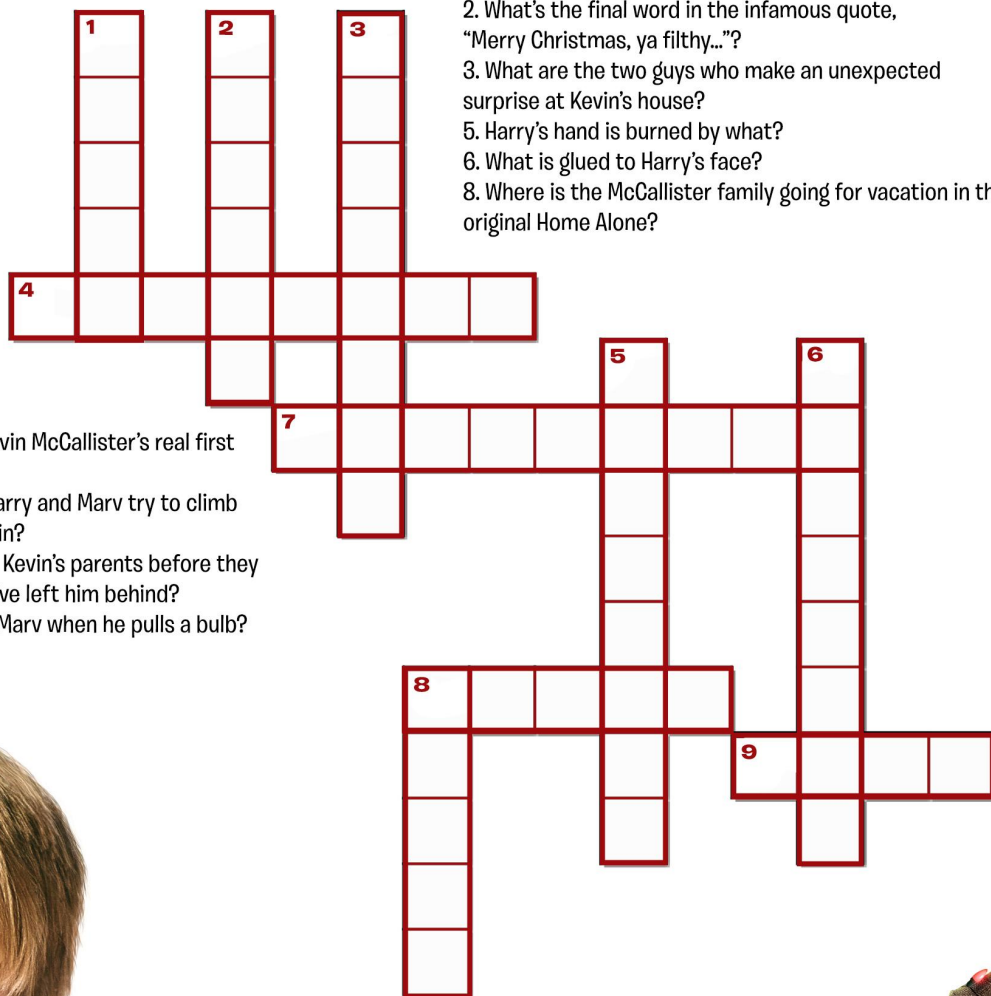 1
2
3
2. What's the final word in the infamous quote,
“Merry Christmas, ya filthy...”?
3. What are the two guys who make an unexpected
surprise at Kevin's house?
5. Harry's hand is burned by what?
6. What is glued to Harry's face?
8. Where is the McCallister family going for vacation in th
original Home Alone?
4
5
6
7
vin McCallister's real first
arry and Marv try to climb
in?
Kevin's parents before they
ve left him behind?
Marv when he pulls a bulb?
8
9